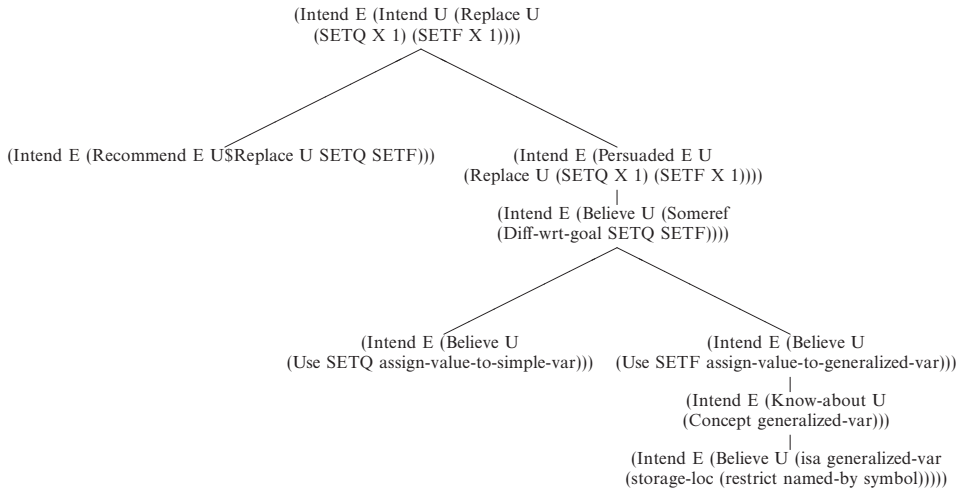 (Intend E (Intend U (Replace U
(SETQ X 1) (SETF X 1))))
(Intend E (Recommend E U$Replace U SETQ SETF)))
(Intend E (Persuaded E U
(Replace U (SETQ X 1) (SETF X 1))))
(Intend E (Believe U (Someref
(Diff-wrt-goal SETQ SETF))))
(Intend E (Believe U
(Use SETQ assign-value-to-simple-var)))
(Intend E (Believe U
(Use SETF assign-value-to-generalized-var)))
(Intend E (Know-about U
(Concept generalized-var)))
(Intend E (Believe U (isa generalized-var
(storage-loc (restrict named-by symbol)))))